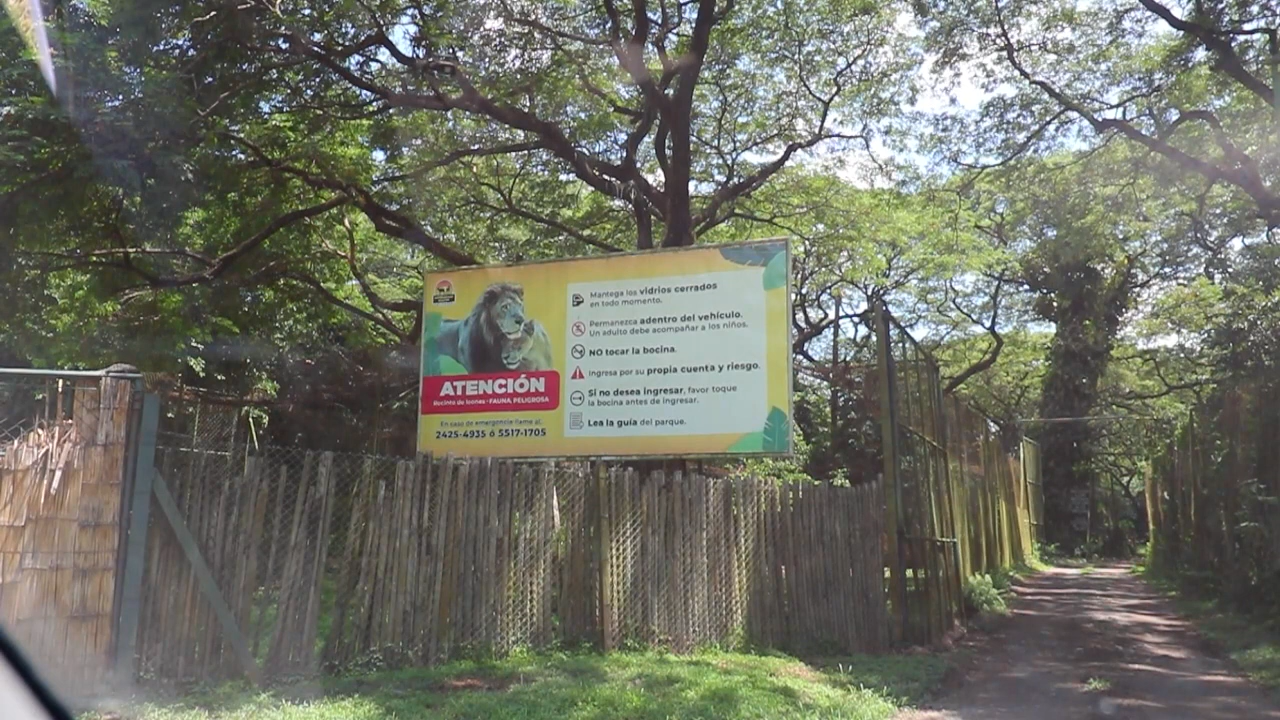 ATENCIÓN
Recinto de leones - FAUNA PELIGROSA
En caso de emergencia llame al:
2425-4935 ó 5517-1705
Mantega los vidrios cerrados
en todo momento.
Permanezca adentro del vehículo.
Un adulto debe acompañar a los niños.
NO tocar la bocina.
Ingresa por su propia cuenta y riesgo.
Si no desea ingresar, favor toque
la bocina antes de ingresar.
Lea la guía del parque.